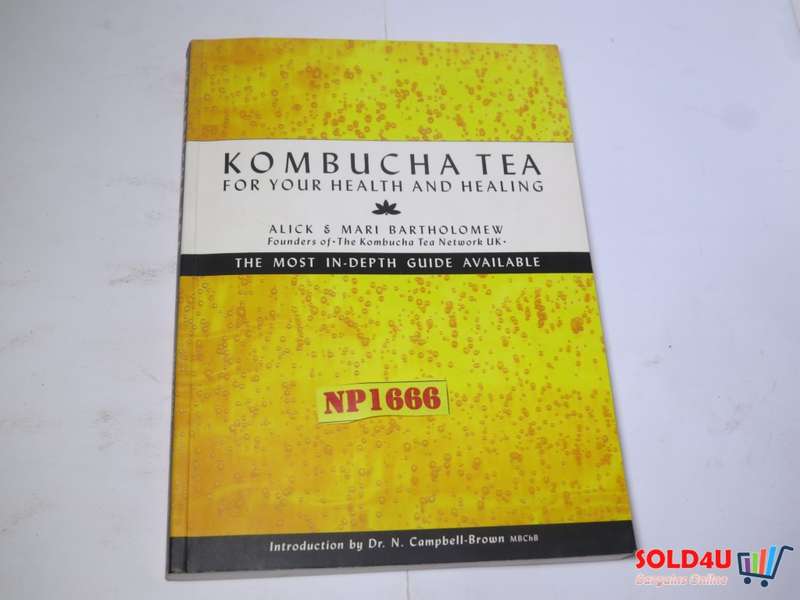 KOMBUCHA TEA
FOR YOUR HEALTH AND HEALING
ALICK & MARI BARTHOLOMEW
Founders of • The Kombucha Tea Network UK •
THE MOST IN-DEPTH GUIDE AVAILABLE
NP1666
Introduction by Dr. N. Campbell-Brown MBChB
SOLD4U
Bargains Online